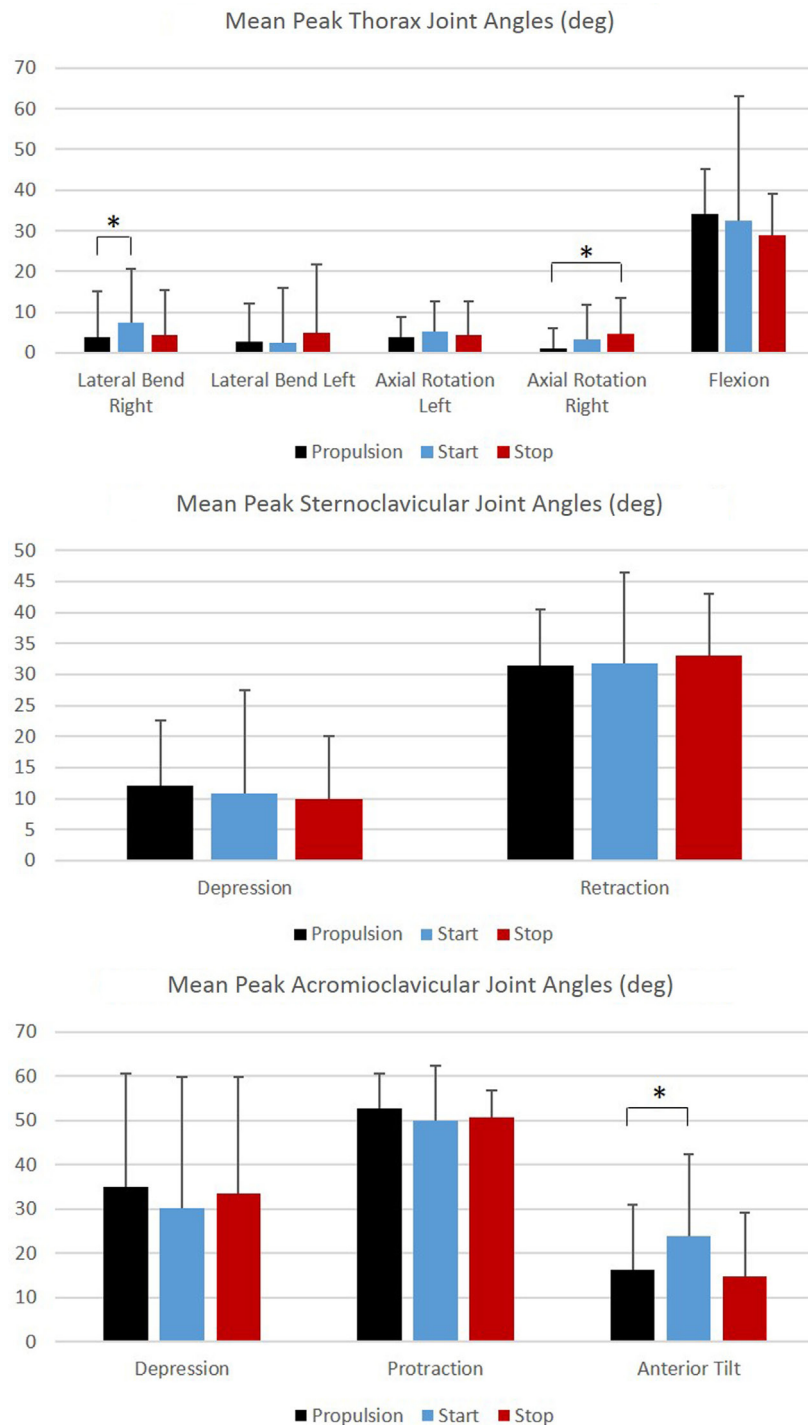 Mean Peak Thorax Joint Angles (deg)
70
60
50
40
30
20
10
0
*
*
Lateral Bend Right
Lateral Bend Left
Axial Rotation Left
Axial Rotation Right
Flexion
Propulsion Start Stop
Mean Peak Sternoclavicular Joint Angles (deg)
50
45
40
35
30
25
20
15
10
5
0
Depression
Retraction
Propulsion Start Stop
Mean Peak Acromioclavicular Joint Angles (deg)
70
60
50
40
30
20
10
0
*
Depression
Protraction
Anterior Tilt
Propulsion Start Stop